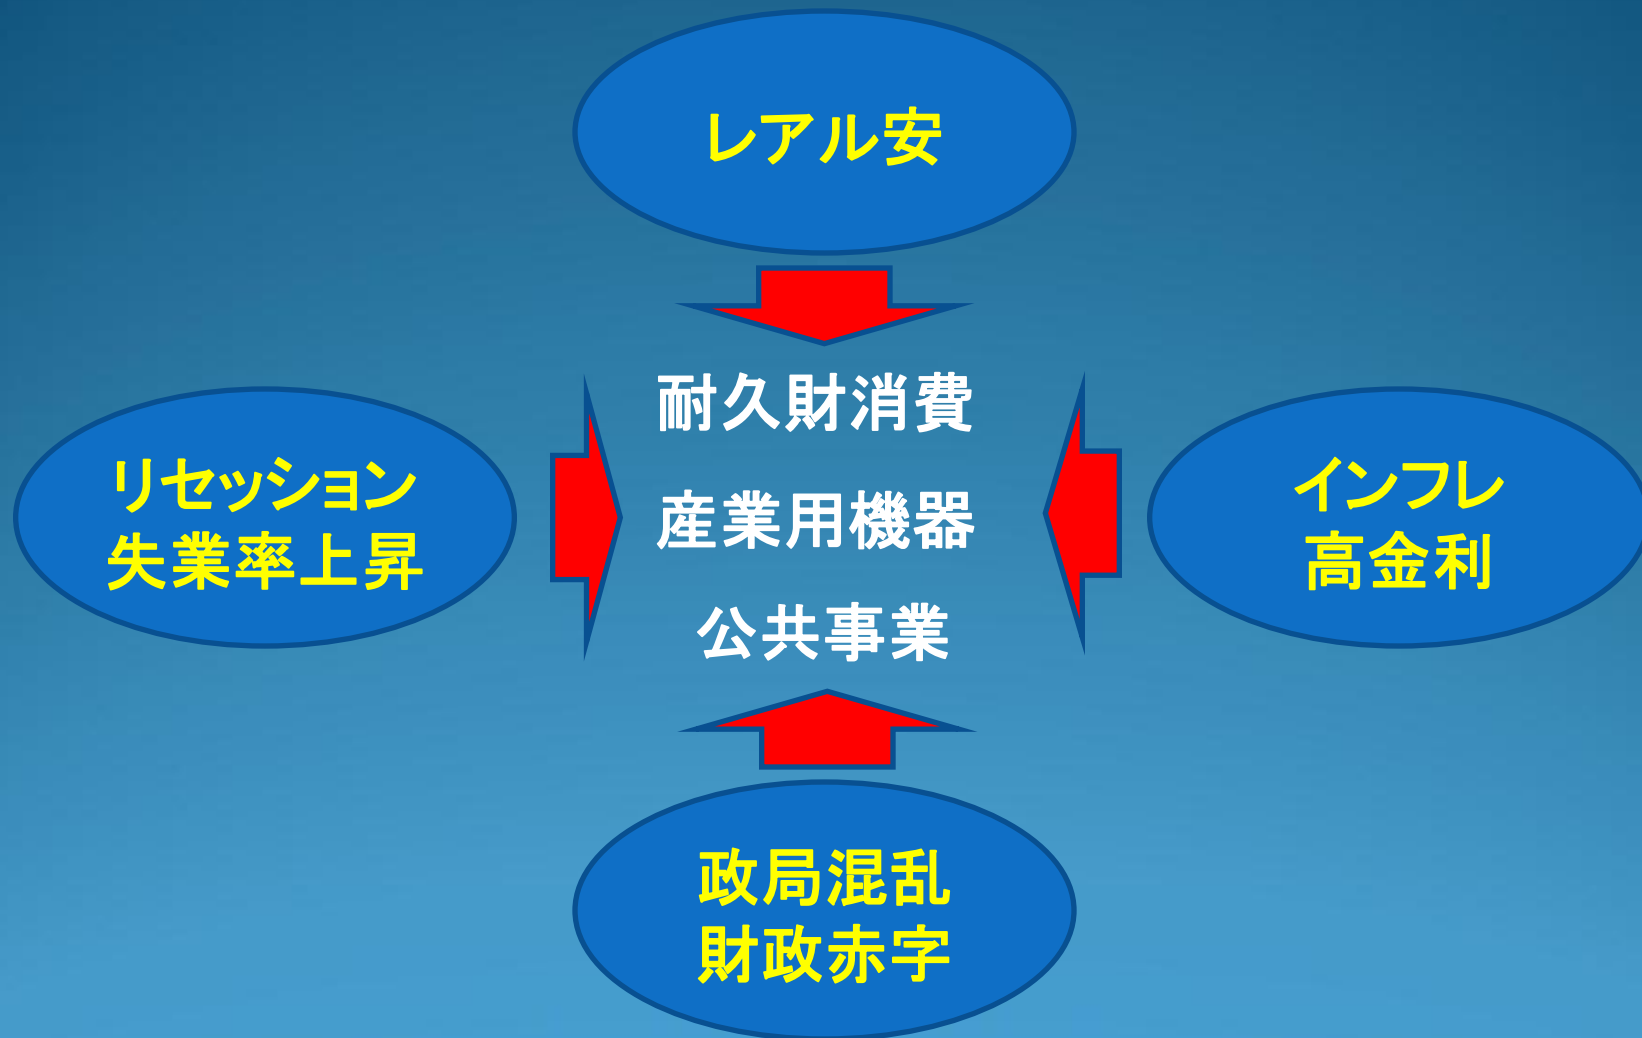 レアル安
耐久財消費
リセッション
失業率上昇
産業用機器
インフレ
高金利
公共事業
政局混乱
財政赤字